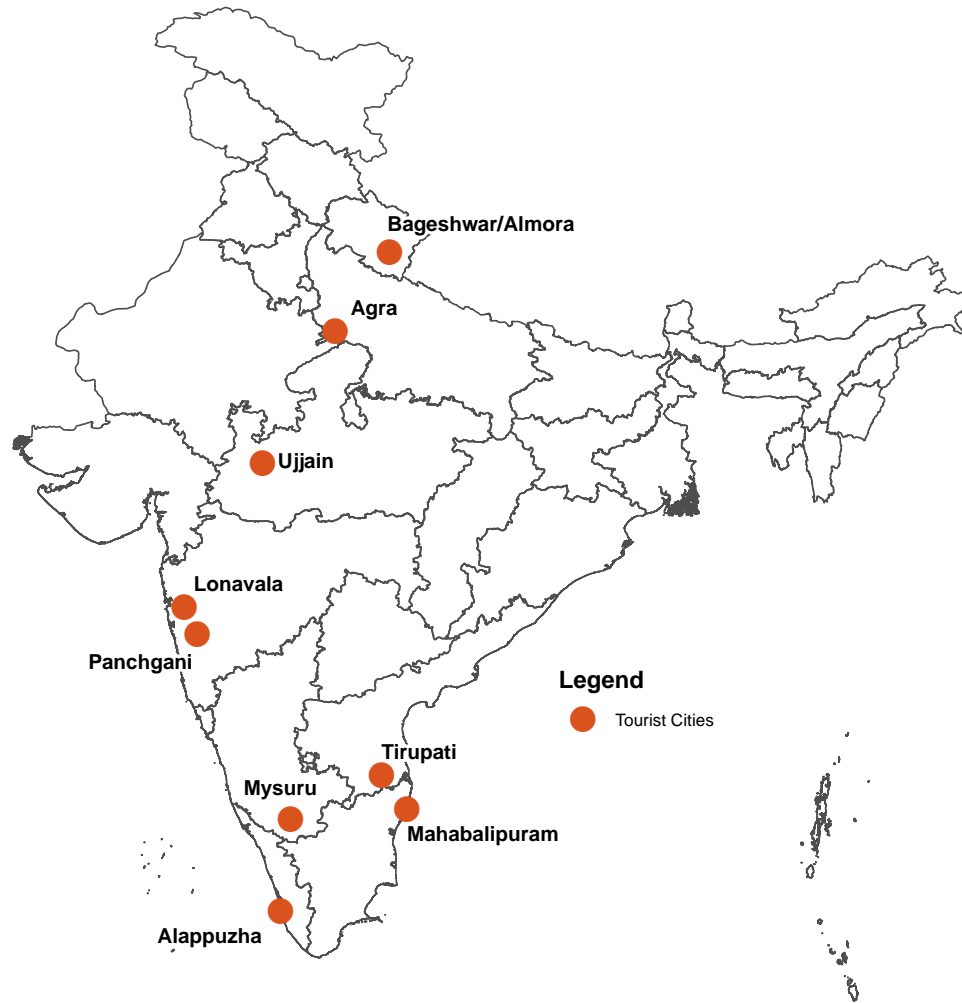 Bageshwar/Almora
Agra
Ujjain
Lonavala
Panchgani
Legend
Tourist Cities
Tirupati
Mysuru
Mahabalipuram
Alappuzha